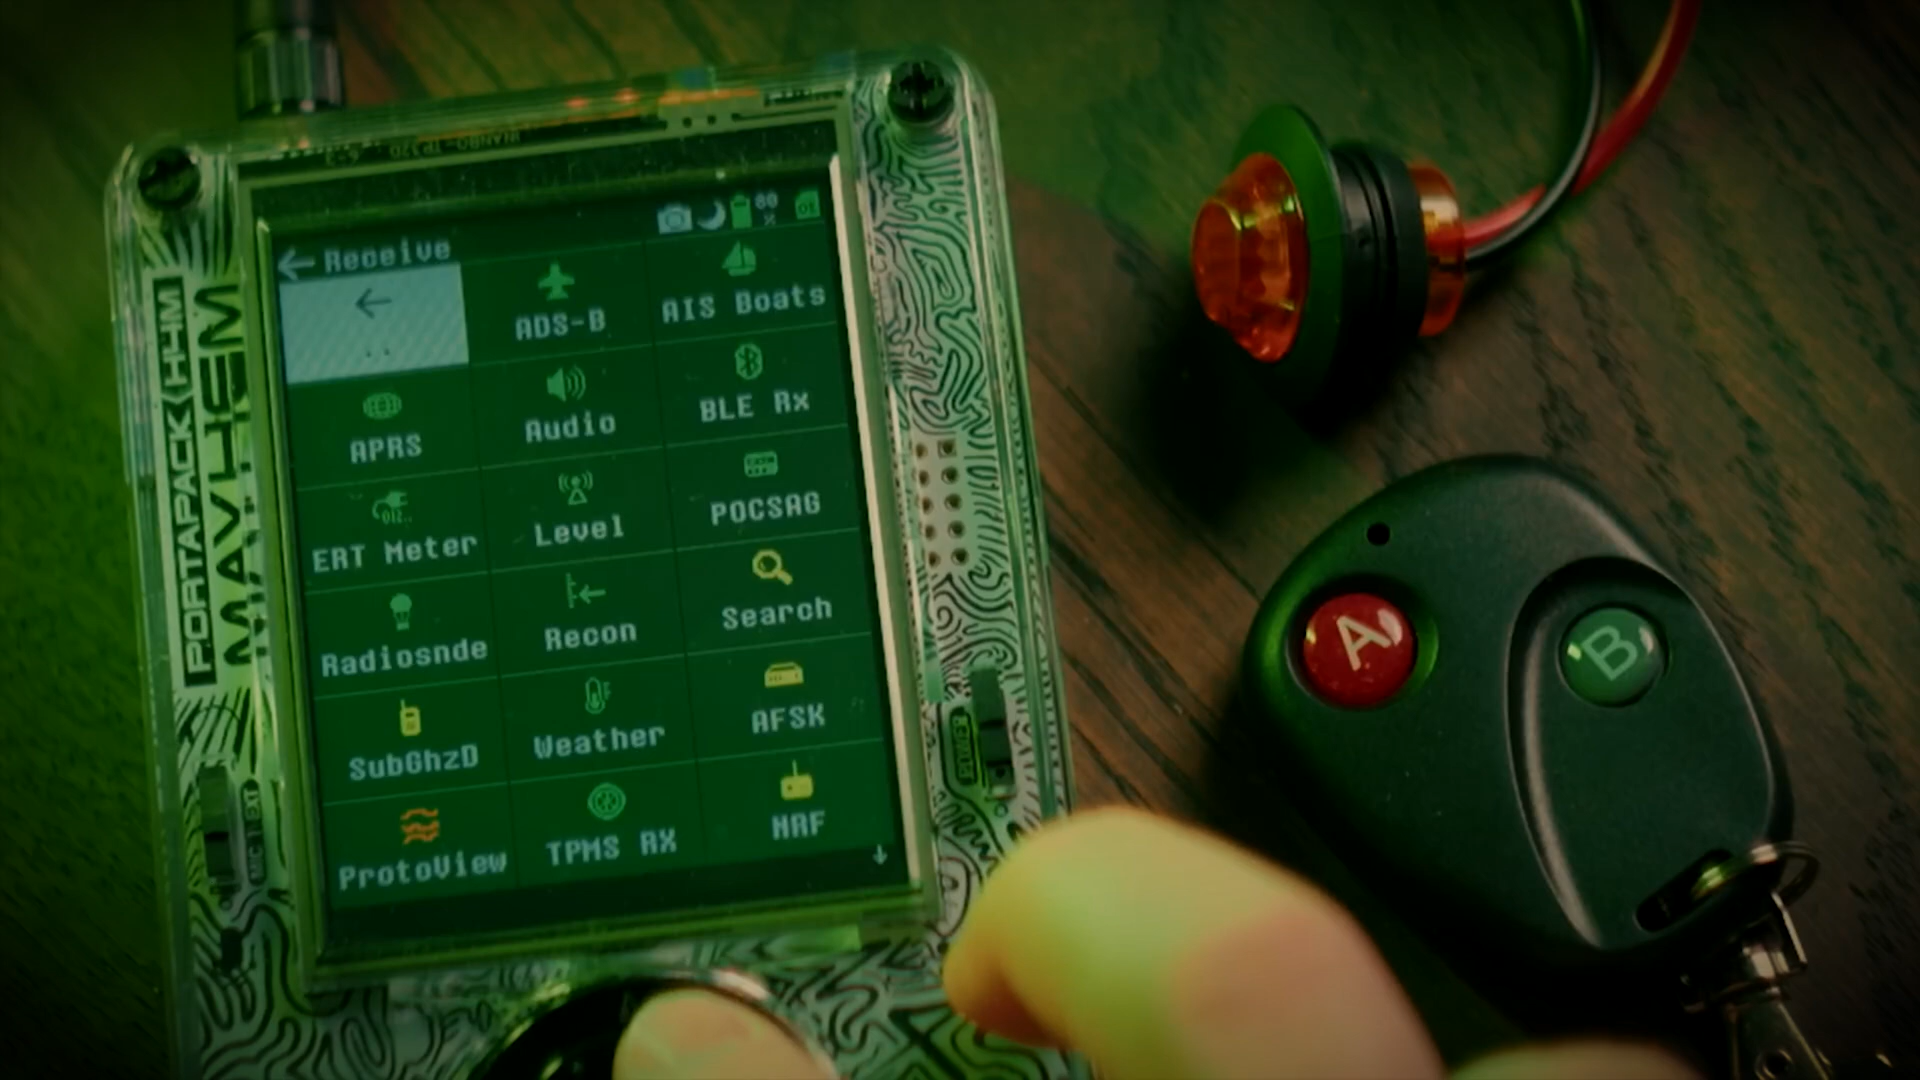 80
%
Receive
..
ADS-B
AIS Boats
APRS
Audio
BLE Rx
ERT Meter
Level
POCSAG
Radiosnde
Recon
Search
SubGhzD
Weather
AFSK
ProtoView
TPMS RX
NRF
PORTAPACK H4M
MAYHEM
A
B